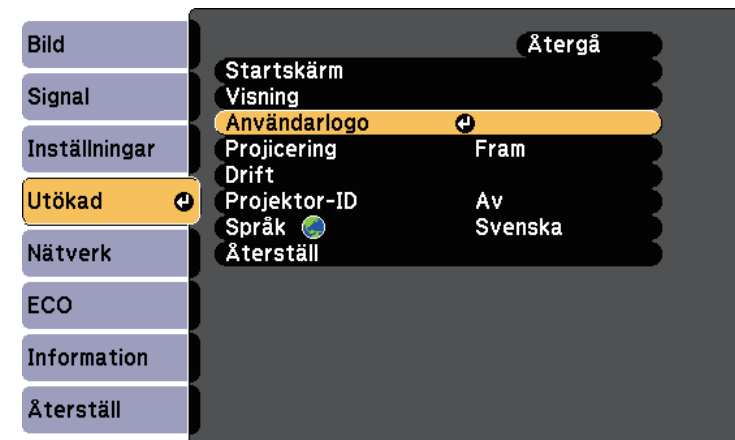 Bild
Signal
Inställningar
Utökad
Nätverk
ECO
Information
Återställ
Återgå
Startskärm
Visning
Användarlogo
Projicering Fram
Drift
Projektor-ID Av
Språk Svenska
Återställ